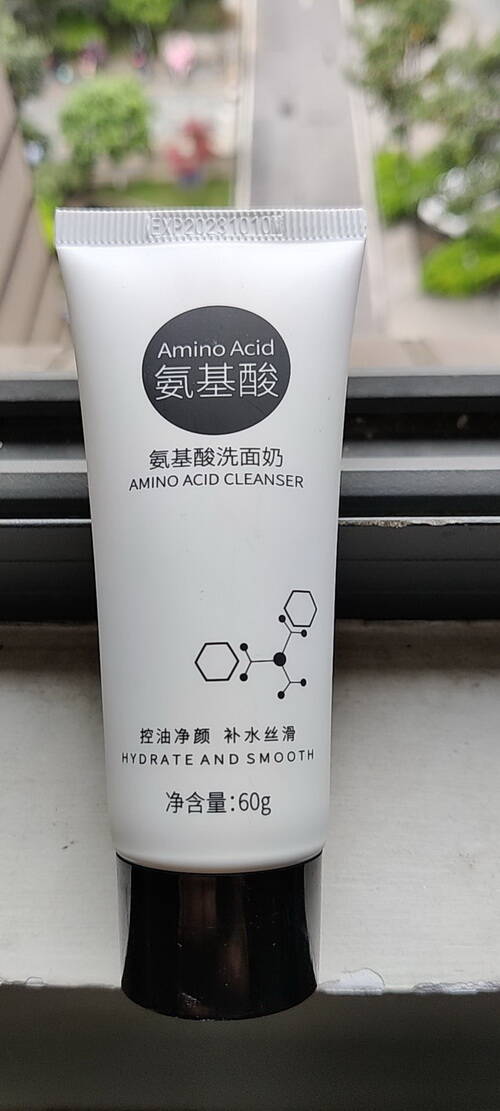 EXP20231010
Amino Acid
氨基酸
氨基酸洗面奶
AMINO ACID CLEANSER
控油净颜 补水丝滑
HYDRATE AND SMOOTH
净含量:60g